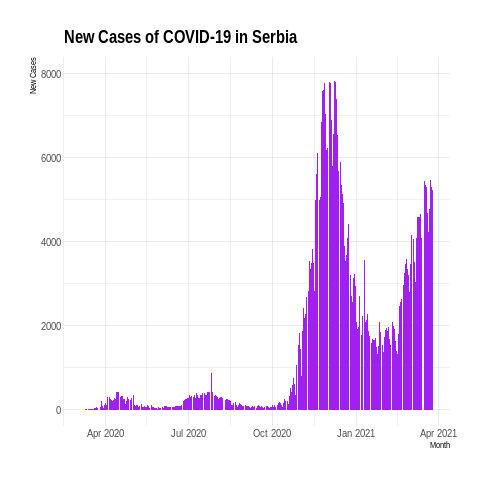 New Cases of COVID-19 in Serbia
New Cases
8000
6000
4000
2000
0
Apr 2020 Jul 2020 Oct 2020 Jan 2021 Apr 2021
Month